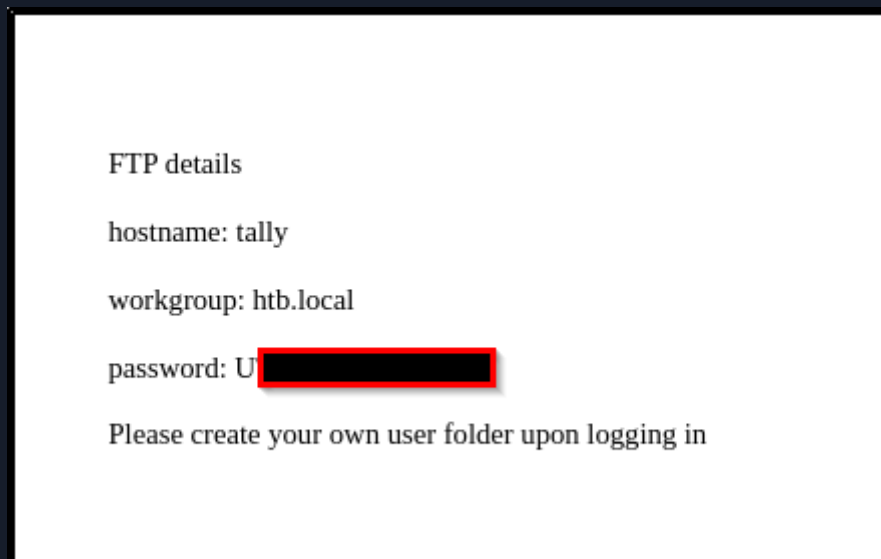 FTP details
hostname: tally
workgroup: htb.local
password: U
Please create your own user folder upon logging in